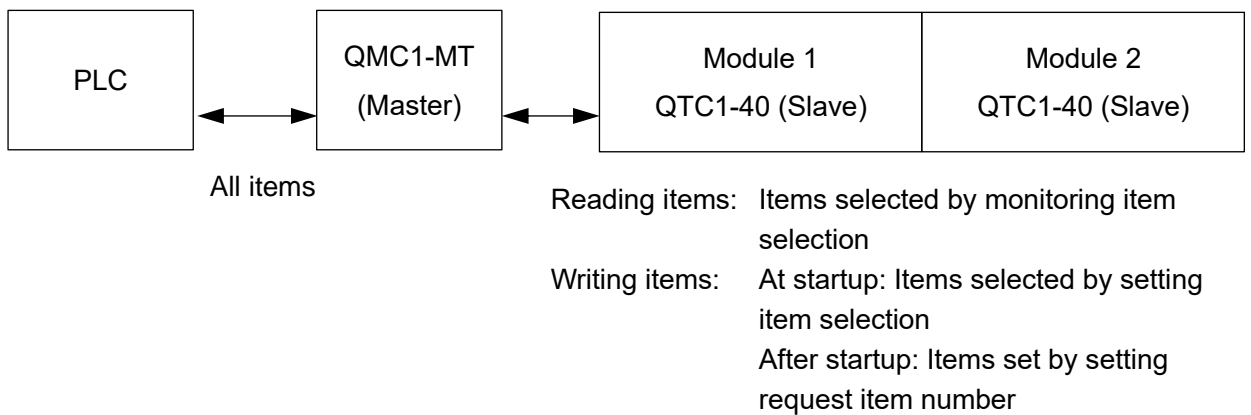 PLC
QMC1-MT
(Master)
Module 1
QTC1-40 (Slave)
Module 2
QTC1-40 (Slave)
All items
Reading items: Items selected by monitoring item
selection
Writing items: At startup: Items selected by setting
item selection
After startup: Items set by setting
request item number